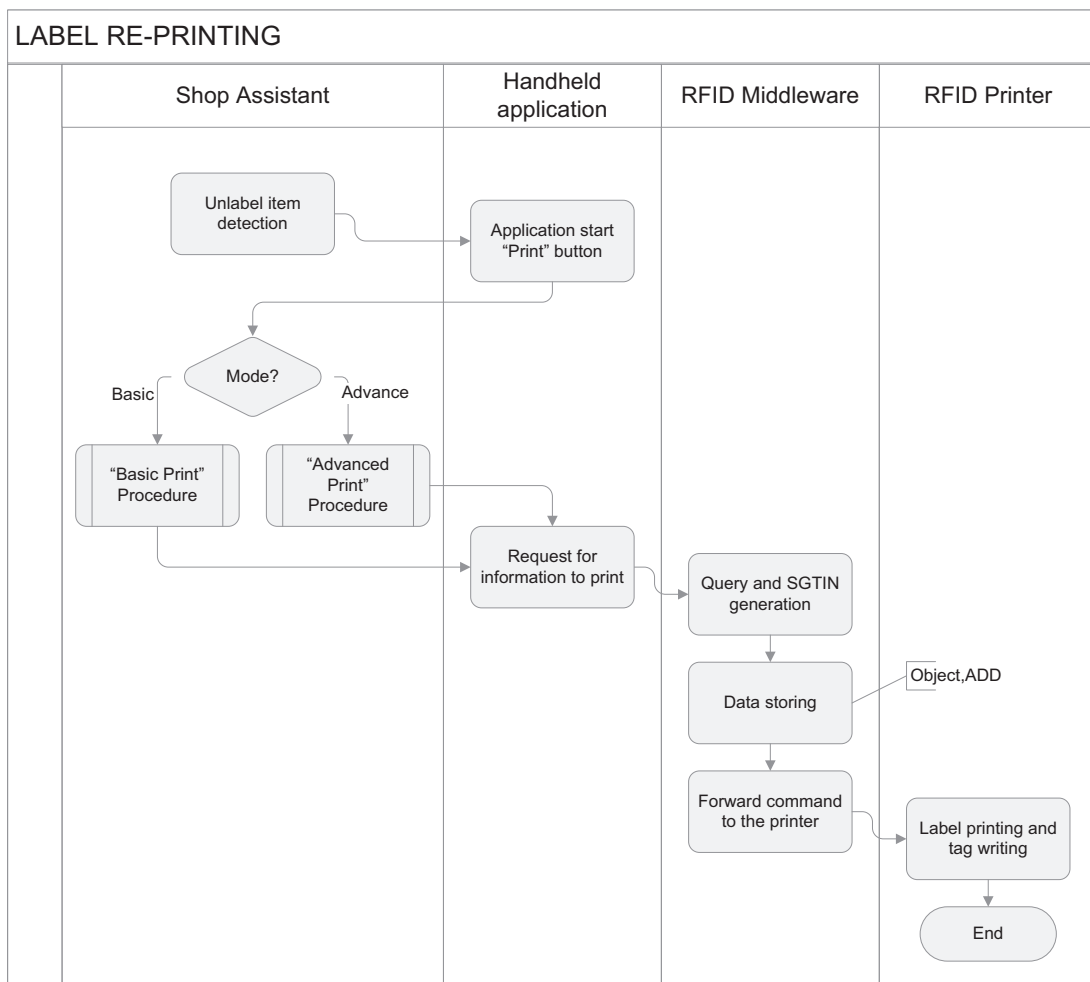 LABEL RE-PRINTING
Shop Assistant
Handheld
application
RFID Middleware
RFID Printer
Unlabel item
detection
Application start
“Print” button
Mode?
Basic
Advance
“Basic Print”
Procedure
“Advanced
Print”
Procedure
Request for
information to print
Query and SGTIN
generation
Data storing
Object,ADD
Forward command
to the printer
Label printing and
tag writing
End